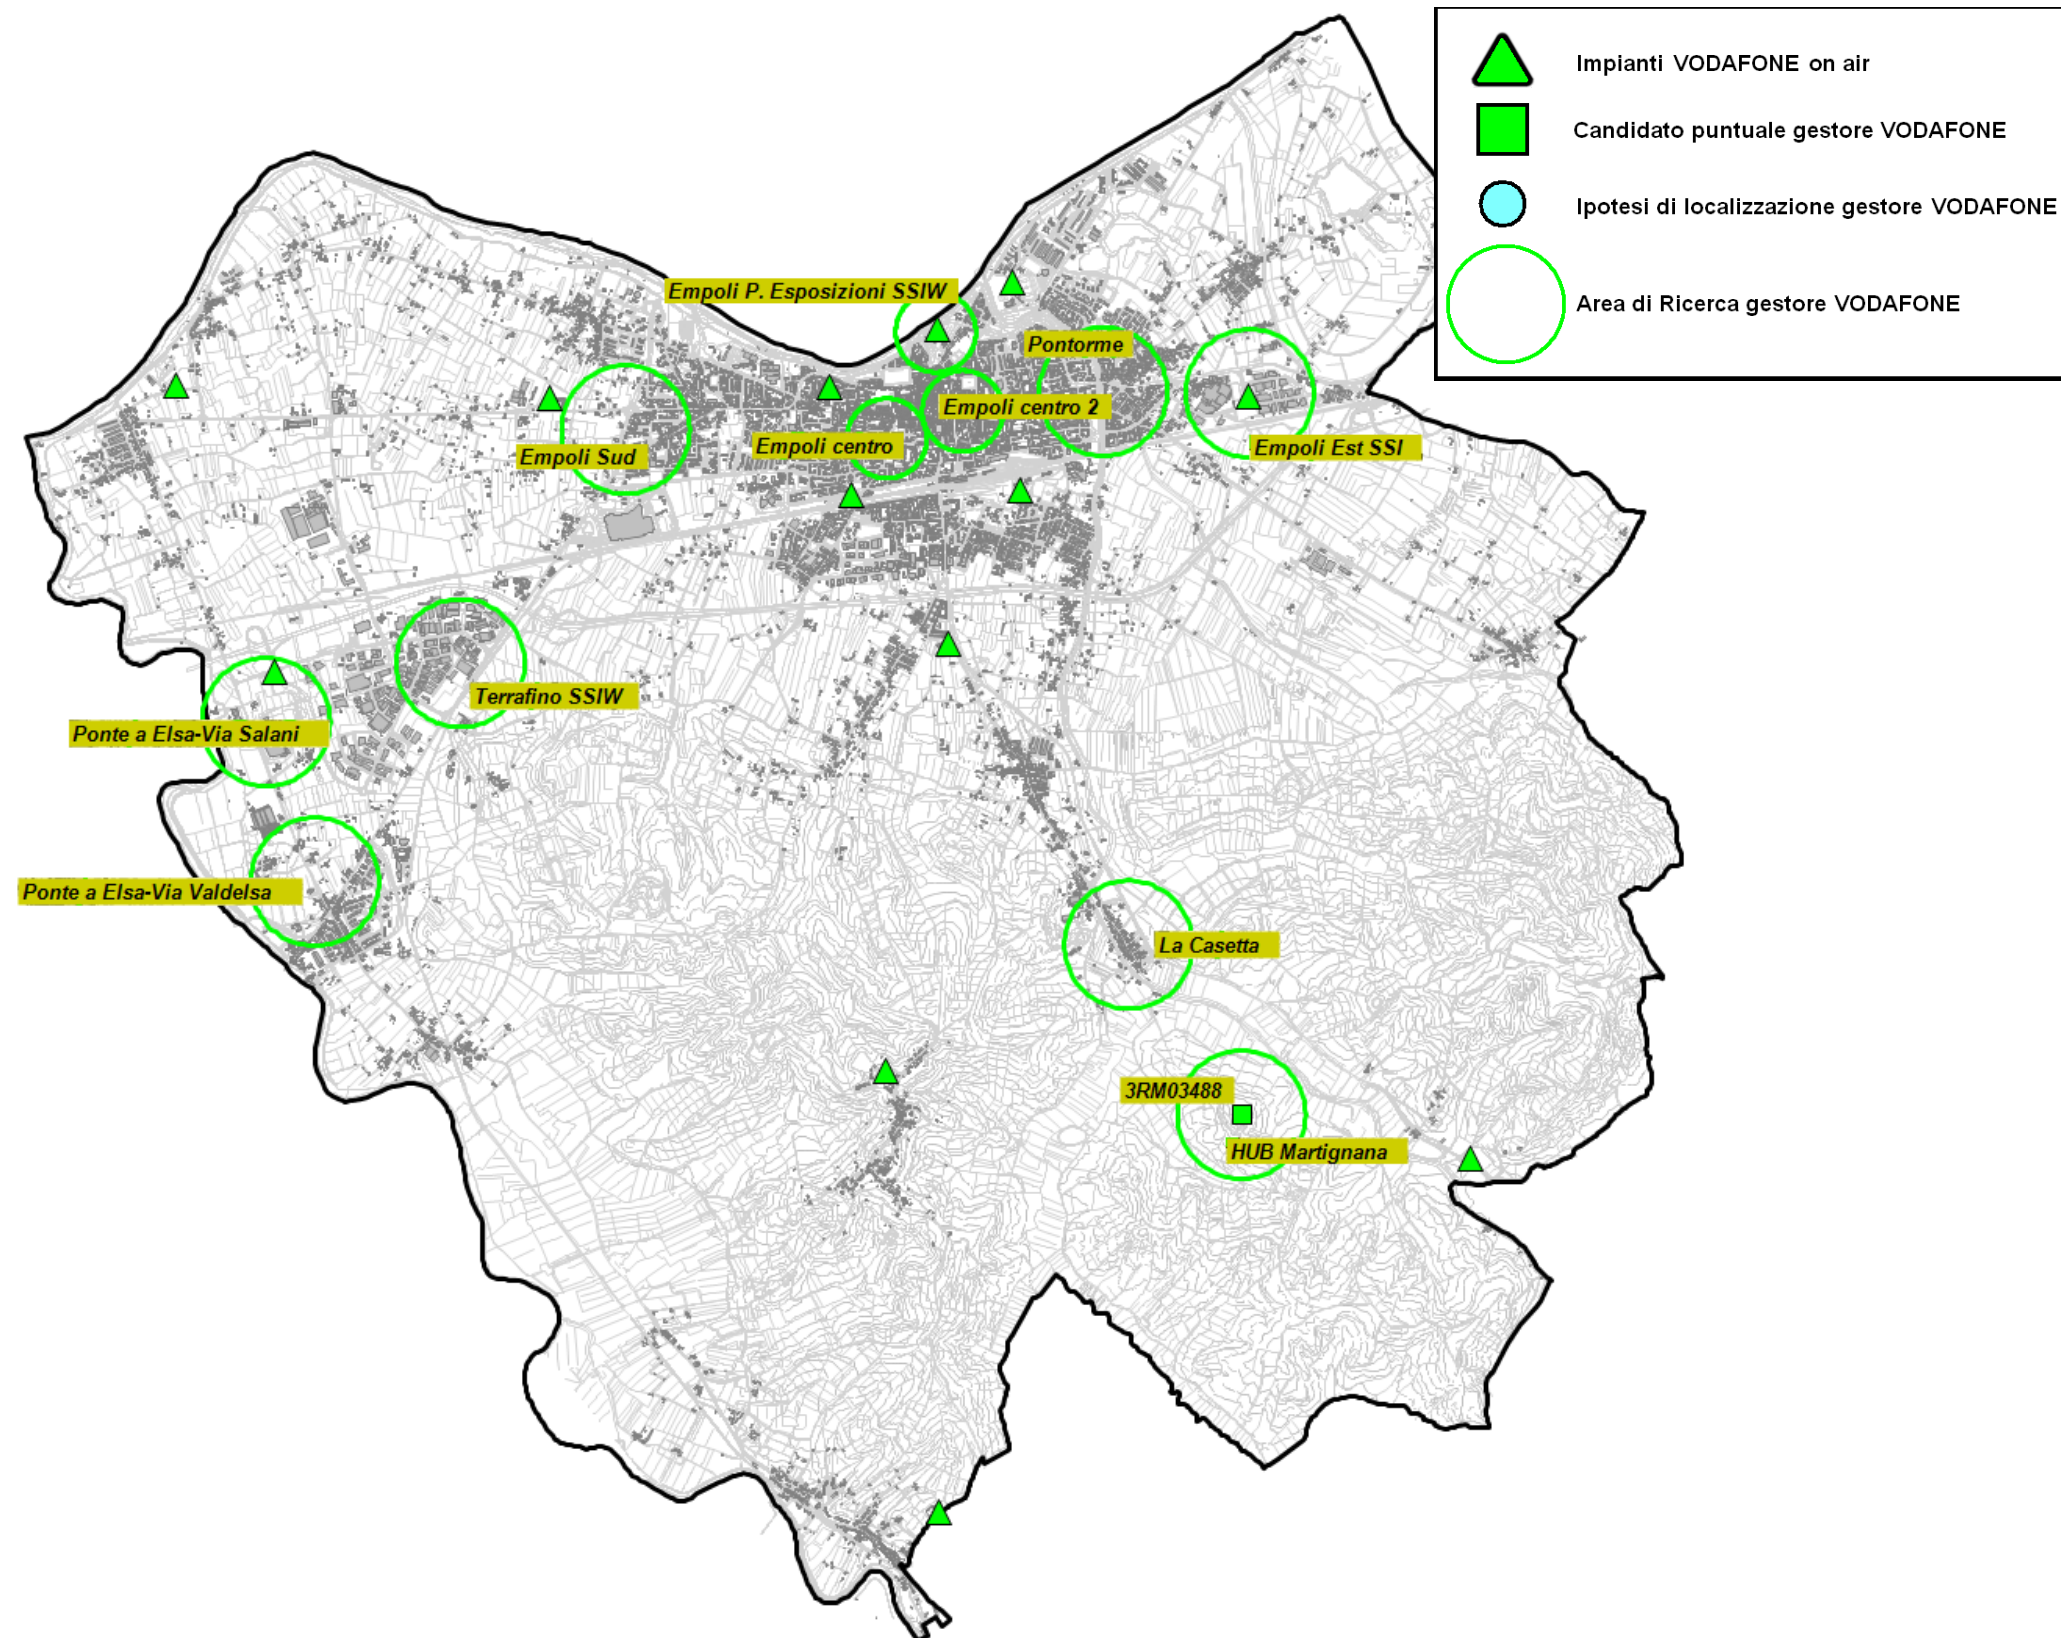 Impianti VODAFONE on air
Candidato puntuale gestore VODAFONE
Ipotesi di localizzazione gestore VODAFONE
Area di Ricerca gestore VODAFONE
Empoli P. Esposizioni SSIW
Pontorme
Empoli centro 2
Empoli centro
Empoli Est SSI
Empoli Sud
Terrafino SSIW
Ponte a Elsa-Via Salani
Ponte a Elsa-Via Valdelsa
La Casetta
3RM03488
HUB Martignana